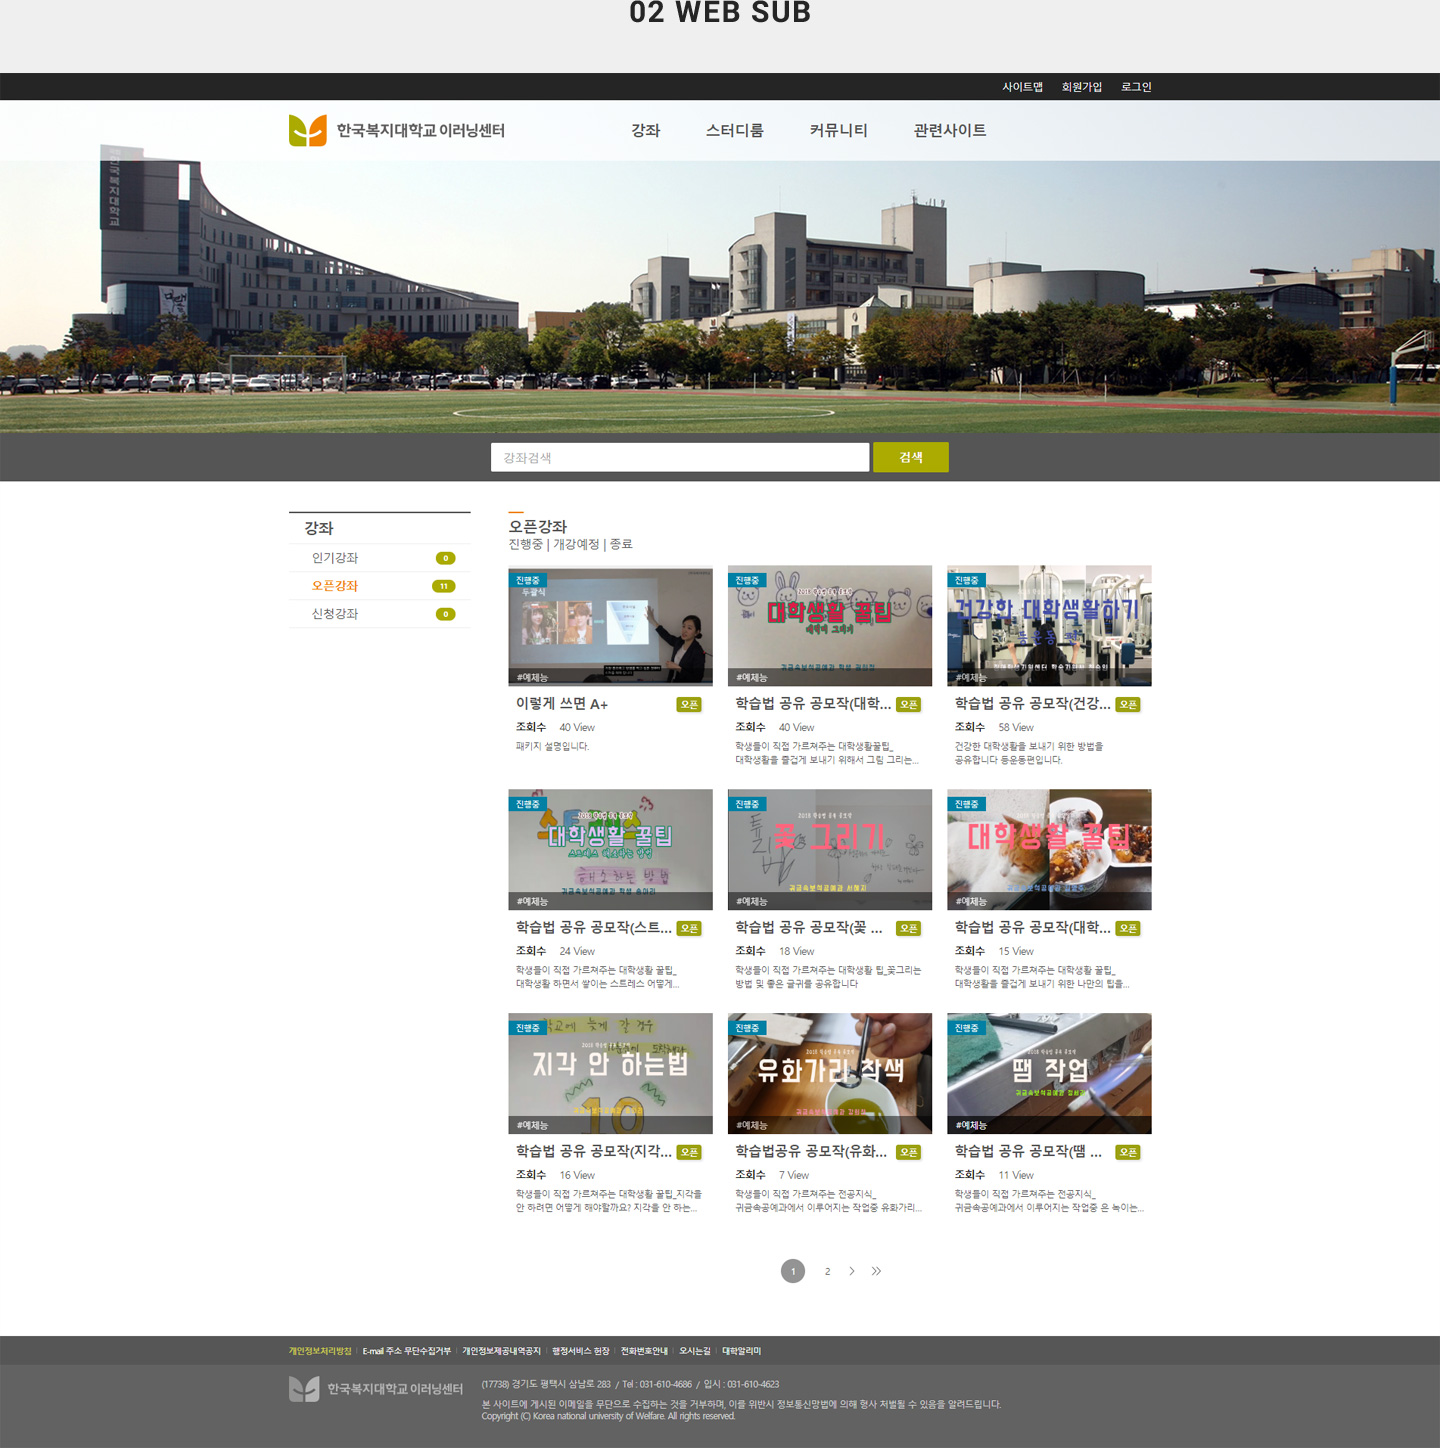 02 WEB SUB
사이트맵 회원가입 로그인
한국복지대학교 이러닝센터
강좌 스터디룸 커뮤니티 관련사이트
한국복지대학교
강좌검색 검색
강좌
인기강좌 0
오픈강좌 11
신청강좌 0
오픈강좌
진행중 | 개강예정 | 종료
진행중
두괄식
#예체능
이렇게 쓰면 A+ 오픈
조회수 40 View
패키지 설명입니다.
진행중
대학생활 꿀팁
#예체능
학습법 공유 공모작(대학... 오픈
조회수 40 View
학생들이 직접 가르쳐주는 대학생활꿀팁_
대학생활을 즐겁게 보내기 위해서 그림 그리는...
진행중
건강한 대학생활하기
등운동 편
#예체능
학습법 공유 공모작(건강... 오픈
조회수 58 View
건강한 대학생활을 보내기 위한 방법을
공유합니다 등운동편입니다.
진행중
대학생활 꿀팁
#예체능
학습법 공유 공모작(스트... 오픈
조회수 24 View
학생들이 직접 가르쳐주는 대학생활 꿀팁_
대학생활 하면서 쌓이는 스트레스 어떻게...
진행중
꽃 그리기
귀금속보석공예과 서해지
#예체능
학습법 공유 공모작(꽃 ... 오픈
조회수 18 View
학생들이 직접 가르쳐주는 대학생활 팁_꽃그리는
방법 및 좋은 글귀를 공유합니다
진행중
대학생활 꿀팁
#예체능
학습법 공유 공모작(대학... 오픈
조회수 15 View
학생들이 직접 가르쳐주는 대학생활 꿀팁_
대학생활을 즐겁게 보내기 위한 나만의 팁을...
진행중
지각 안 하는법
10
#예체능
학습법 공유 공모작(지각... 오픈
조회수 16 View
학생들이 직접 가르쳐주는 대학생활 꿀팁_지각을
안 하려면 어떻게 해야할까요? 지각을 안 하는...
진행중
유화가리 착색
#예체능
학습법공유 공모작(유화... 오픈
조회수 7 View
학생들이 직접 가르쳐주는 전공지식_
귀금속공예과에서 이루어지는 작업중 유화가리...
진행중
땜 작업
#예체능
학습법 공유 공모작(땜 ... 오픈
조회수 11 View
학생들이 직접 가르쳐주는 전공지식_
귀금속공예과에서 이루어지는 작업중 은 녹이는...
1 2
개인정보처리방침 | E-mail 주소 무단수집거부 | 개인정보제공내역공지 | 행정서비스 헌장 | 전화번호안내 | 오시는길 | 대학알리미
한국복지대학교 이러닝센터
(17738) 경기도 평택시 삼남로 283 / Tel : 031-610-4686 / 입시 : 031-610-4623
본 사이트에 게시된 이메일을 무단으로 수집하는 것을 거부하며, 이를 위반시 정보통신망법에 의해 형사 처벌될 수 있음을 알려드립니다.
Copyright (C) Korea national university of Welfare. All rights reserved.